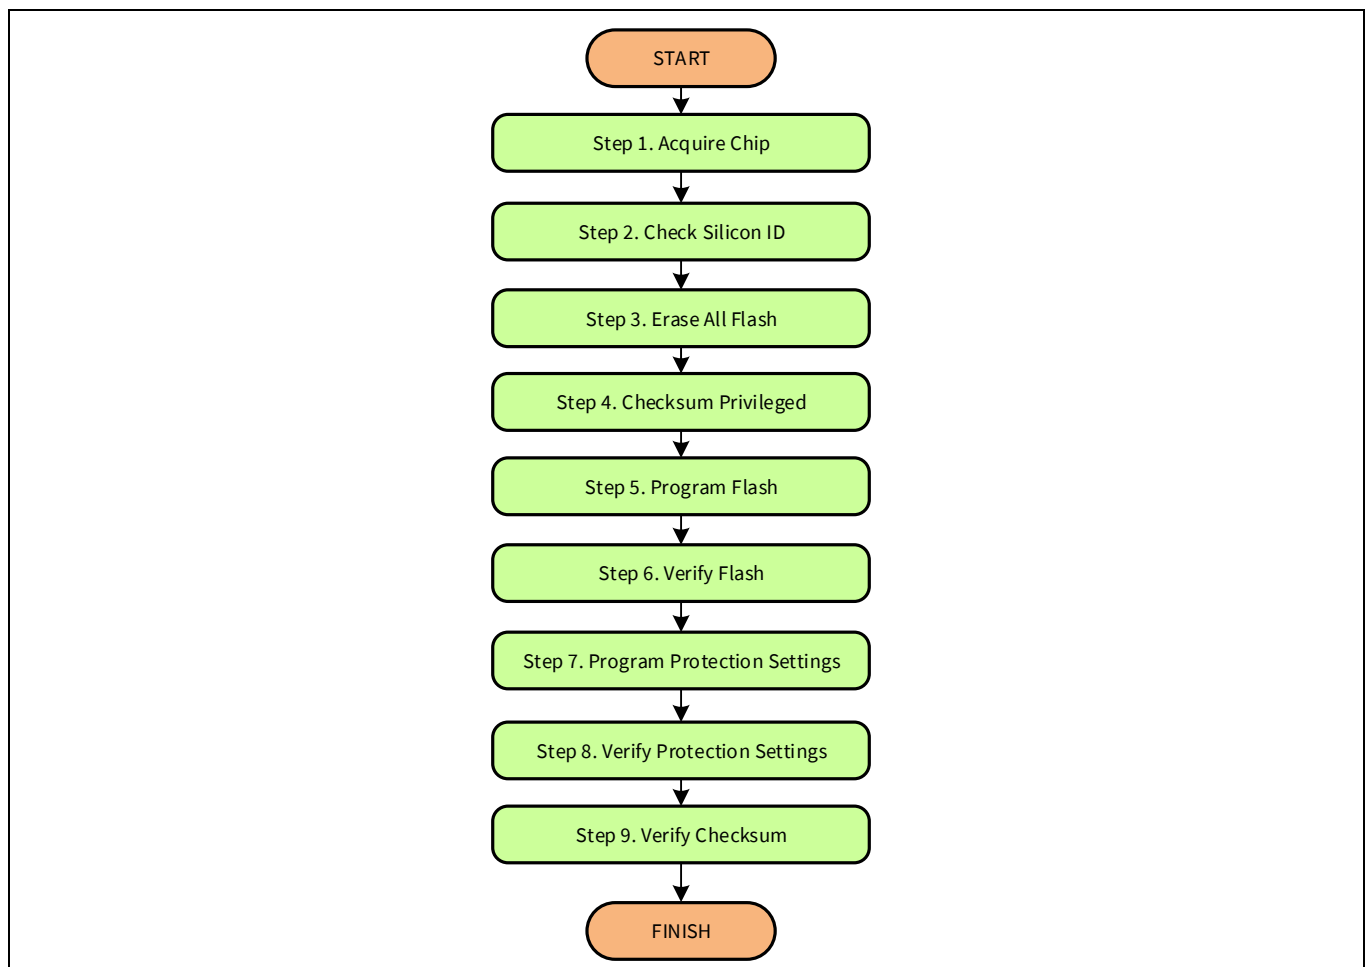 START
Step 1. Acquire Chip
Step 2. Check Silicon ID
Step 3. Erase All Flash
Step 4. Checksum Privileged
Step 5. Program Flash
Step 6. Verify Flash
Step 7. Program Protection Settings
Step 8. Verify Protection Settings
Step 9. Verify Checksum
FINISH